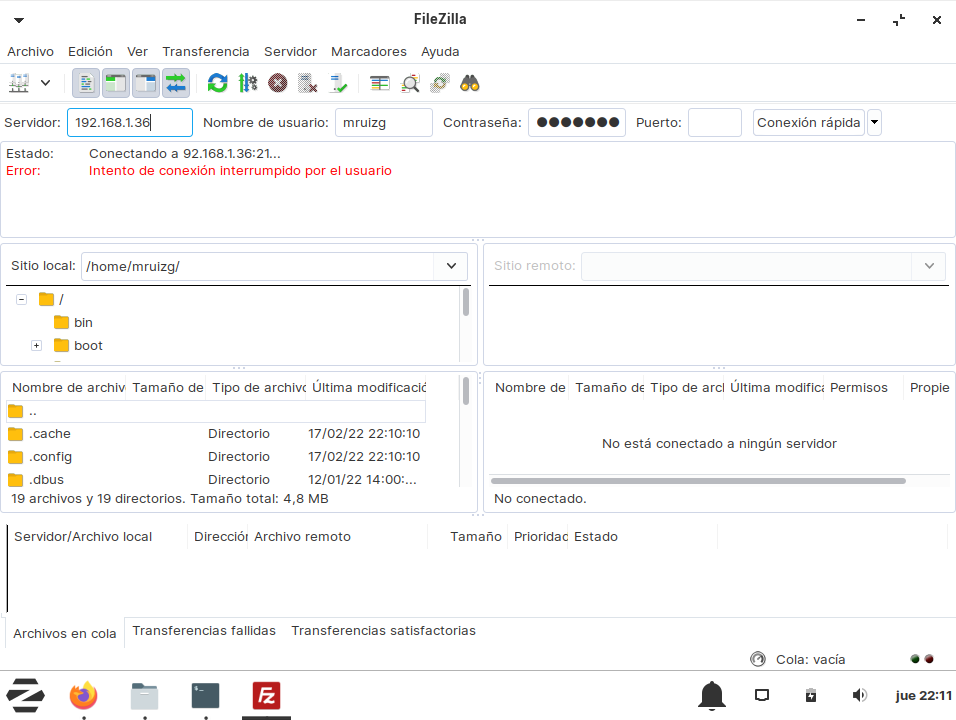 FileZilla
Archivo Edición Ver Transferencia Servidor Marcadores Ayuda
Servidor: 192.168.1.36 Nombre de usuario: mruizg Contraseña: ●●●●●●● Puerto: Conexión rápida
Estado: Conectando a 92.168.1.36:21...
Error: Intento de conexión interrumpido por el usuario
Sitio local: /home/mruizg/ Sitio remoto:
/
bin
boot
Nombre de archiv Tamaño de Tipo de archivo Última modificació Nombre de Tamaño de Tipo de arcl Última modifica Permisos Propie
..
.cache Directorio 17/02/22 22:10:10
No está conectado a ningún servidor
.config Directorio 17/02/22 22:10:10
.dbus Directorio 12/01/22 14:00:...
19 archivos y 19 directorios. Tamaño total: 4,8 MB No conectado.
Servidor/Archivo local Dirección Archivo remoto Tamaño Prioridad Estado
Archivos en cola Transferencias fallidas Transferencias satisfactorias
Cola: vacía
Fz jue 22:11